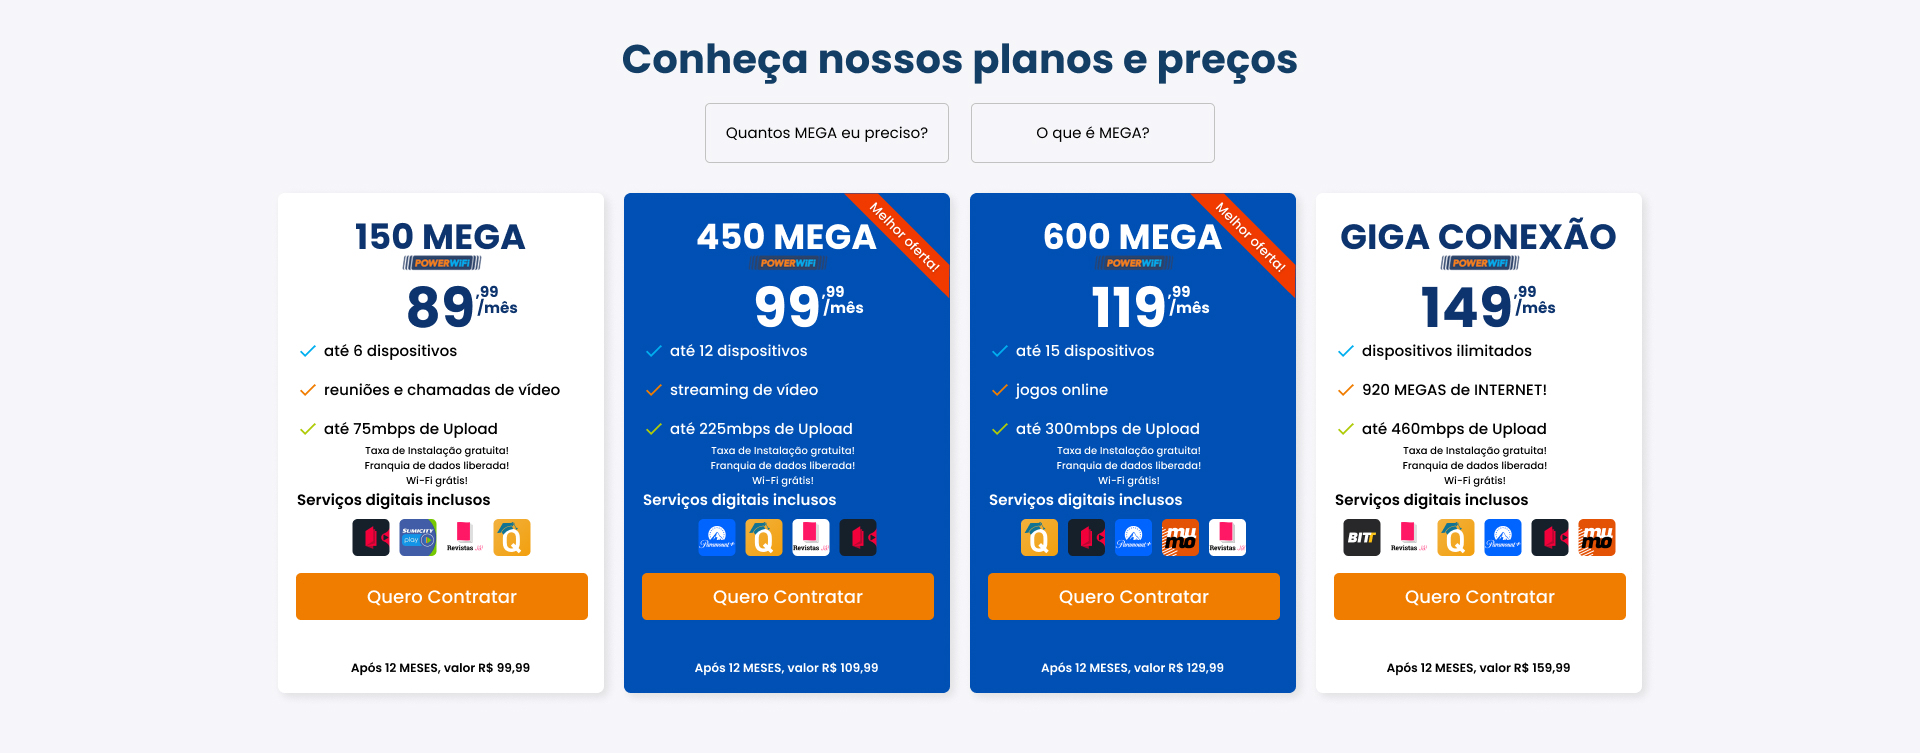 Conheça nossos planos e preços
Quantos MEGA eu preciso?
O que é MEGA?
150 MEGA
POWERWIFI
89,99
/mês
até 6 dispositivos
reuniões e chamadas de vídeo
até 75mbps de Upload
Taxa de Instalação gratuita!
Franquia de dados liberada!
Wi-Fi grátis!
Serviços digitais inclusos
SUMICITY
play
Revistas
Q
Quero Contratar
Após 12 MESES, valor R$ 99,99
Melhor oferta!
450 MEGA
POWERWIFI
99,99
/mês
até 12 dispositivos
streaming de vídeo
até 225mbps de Upload
Taxa de Instalação gratuita!
Franquia de dados liberada!
Wi-Fi grátis!
Serviços digitais inclusos
Paramount+
Q
Revistas
Quero Contratar
Após 12 MESES, valor R$ 109,99
Melhor oferta!
600 MEGA
POWERWIFI
119,99
/mês
até 15 dispositivos
jogos online
até 300mbps de Upload
Taxa de Instalação gratuita!
Franquia de dados liberada!
Wi-Fi grátis!
Serviços digitais inclusos
Q
Paramount+
mumo
Revistas
Quero Contratar
Após 12 MESES, valor R$ 129,99
GIGA CONEXÃO
POWERWIFI
149,99
/mês
dispositivos ilimitados
920 MEGAS de INTERNET!
até 460mbps de Upload
Taxa de Instalação gratuita!
Franquia de dados liberada!
Wi-Fi grátis!
Serviços digitais inclusos
BIT
Revistas
Q
Paramount+
mumo
Quero Contratar
Após 12 MESES, valor R$ 159,99